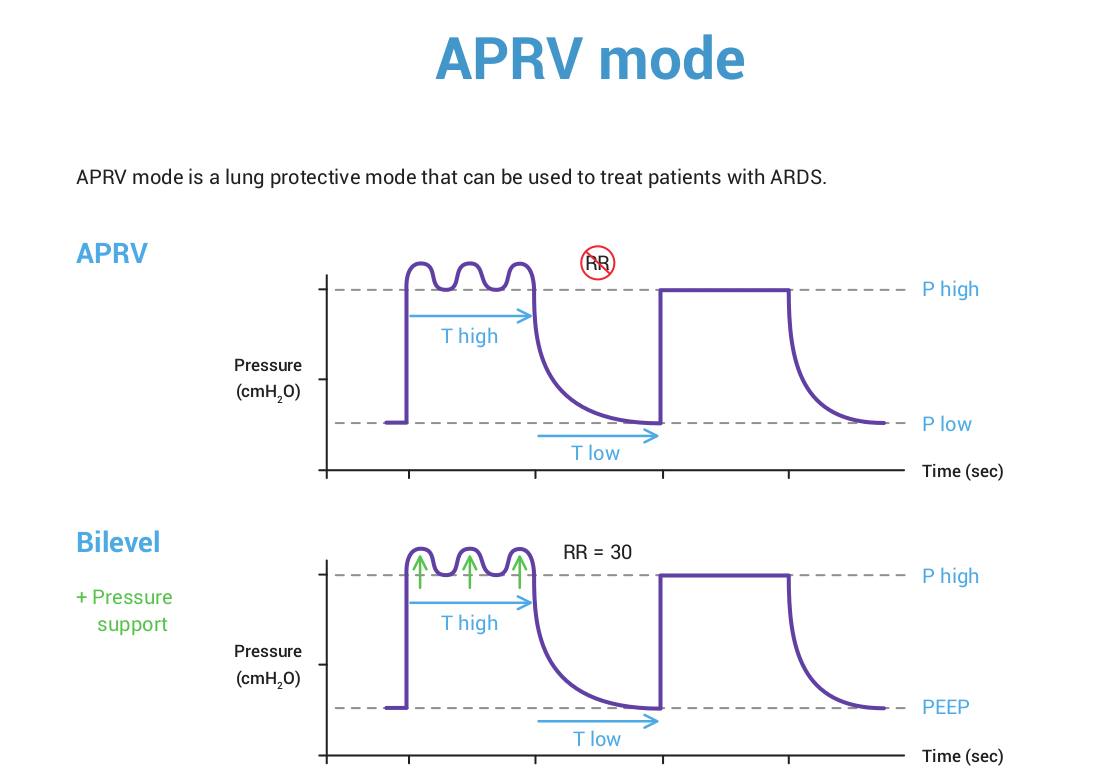 APRV mode
APRV mode is a lung protective mode that can be used to treat patients with ARDS.
APRV
RR
P high
T high
Pressure
(cmH₂O)
P low
T low
Time (sec)
Bilevel
RR = 30
P high
+ Pressure
support
T high
Pressure
(cmH₂O)
PEEP
T low
Time (sec)